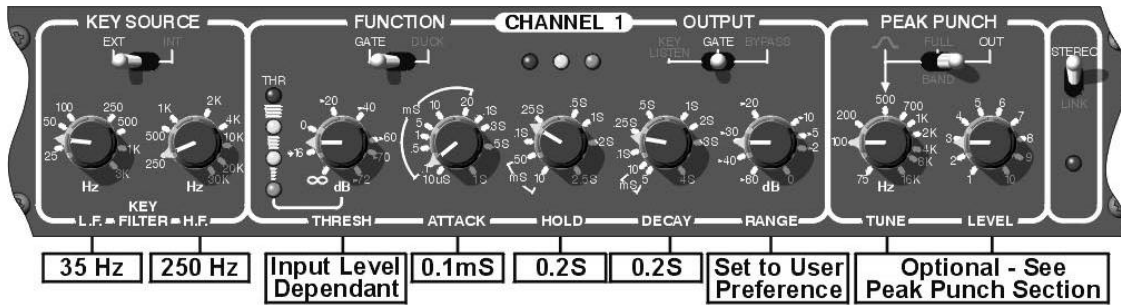 KEY SOURCE
FUNCTION
CHANNEL 1
OUTPUT
PEAK PUNCH
EXT
INT
GATE
DUCK
KEY LISTEN
GATE
BYPASS
FULL
OUT
BAND
STEREO
LINK
THR
25
50
100
250
500
1K
3K
Hz
250
500
1K
2K
4K
10K
20K
30K
Hz
∞
+16
0
-20
-40
-60
-70
-72
dB
mS
10uS
.1
.5
1
5
10
20
.1S
.3S
.5S
1S
mS
10
50
.1S
.25S
.5S
1S
2S
2.5S
mS
5
10
50
.1S
.25S
.5S
2S
3S
4S
-80
-40
-30
-20
-10
-5
-2
0
dB
75
100
200
500
700
1K
2K
4K
8K
16K
Hz
1
2
3
4
5
6
7
8
9
10
L.F.
KEY FILTER
H.F.
THRESH
ATTACK
HOLD
DECAY
RANGE
TUNE
LEVEL
35 Hz
250 Hz
Input Level
Dependant
0.1mS
0.2S
0.2S
Set to User
Preference
Optional - See
Peak Punch Section